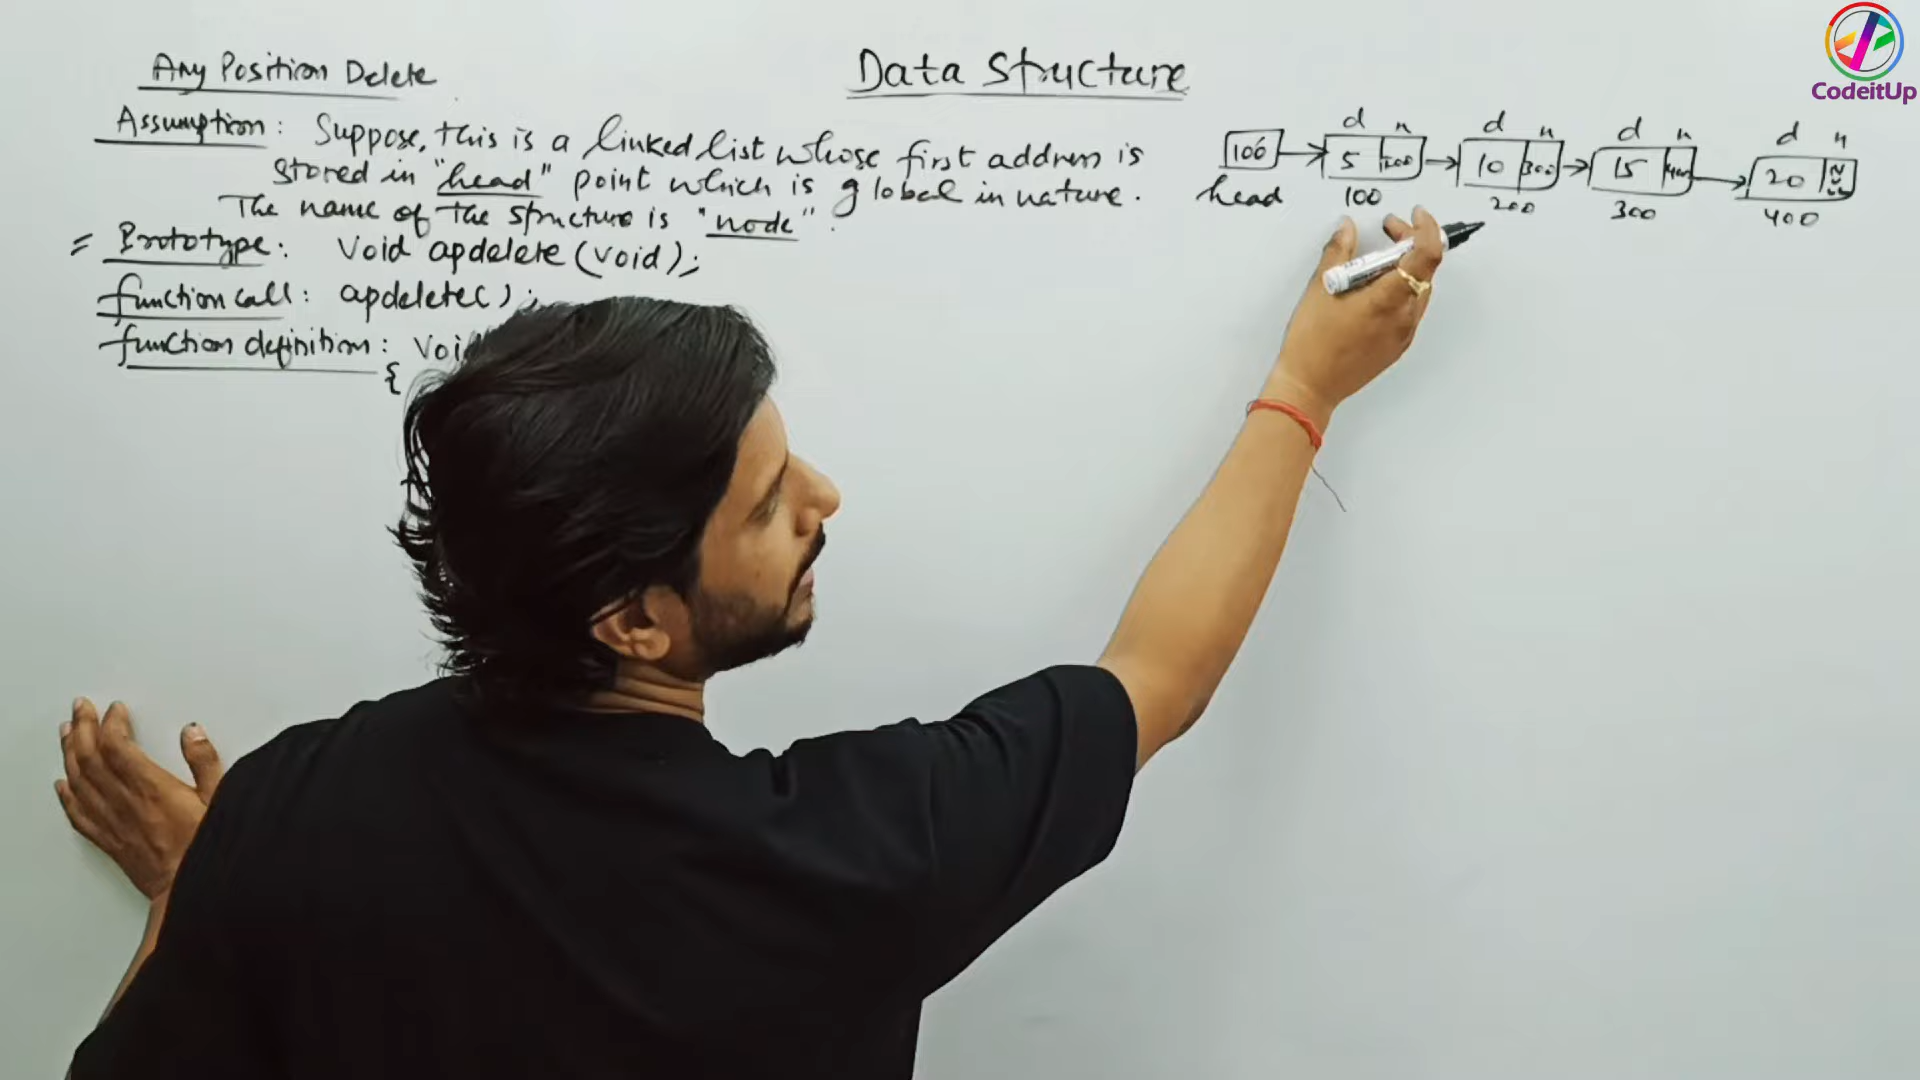 Any Position Delete
Data Structure
CodeitUp
Assumption: Suppose, this is a linked list whose first address is
stored in "head" point which is global in nature.
The name of the structure is "node".
= Prototype: Void apdelete (void);
function call: apdelete();
function definition: Void
{
d n d n d n d n
100 5 200 10 300 15 400 20
head 100 200 300 400